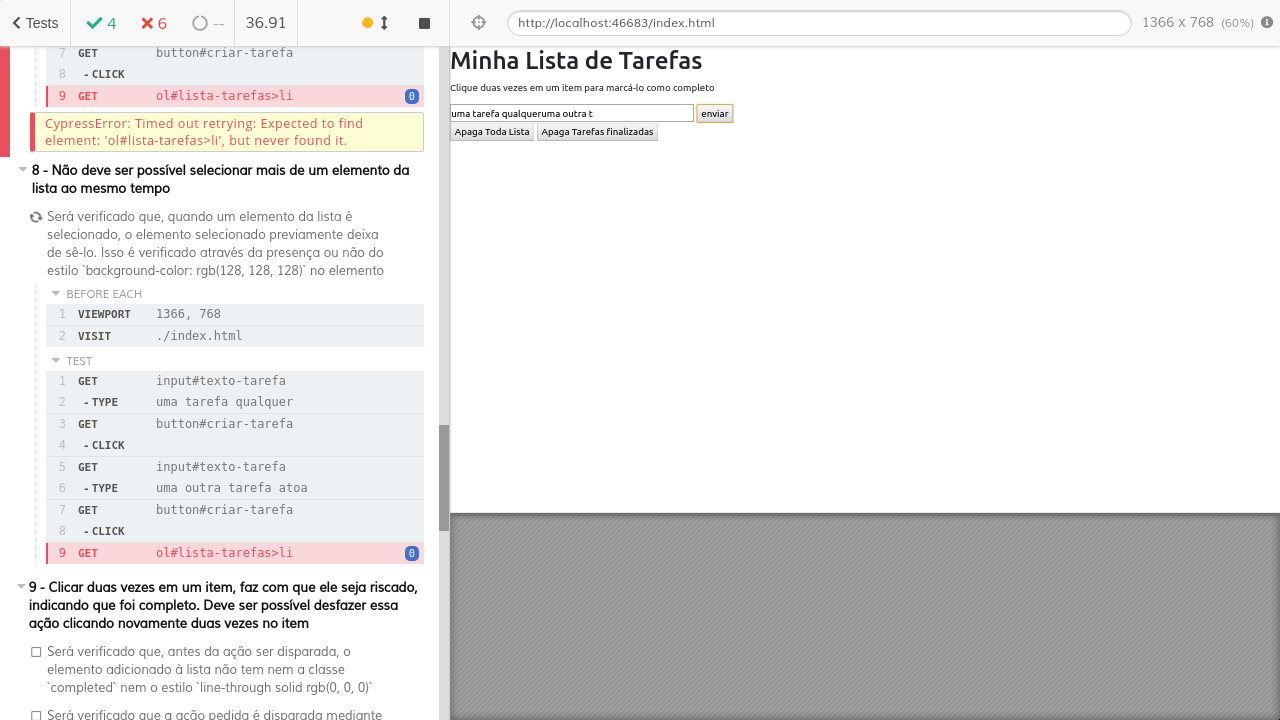 Tests
4
6
--
36.91
http://localhost:46683/index.html
1366 x 768 (60%)
7 GET button#criar-tarefa
8 - CLICK
9 GET ol#lista-tarefas>li 0
CypressError: Timed out retrying: Expected to find
element: 'ol#lista-tarefas>li', but never found it.
8 - Não deve ser possível selecionar mais de um elemento da
lista ao mesmo tempo
Será verificado que, quando um elemento da lista é
selecionado, o elemento selecionado previamente deixa
de sê-lo. Isso é verificado através da presença ou não do
estilo `background-color: rgb(128, 128, 128)` no elemento
BEFORE EACH
1 VIEWPORT 1366, 768
2 VISIT ./index.html
TEST
1 GET input#texto-tarefa
2 - TYPE uma tarefa qualquer
3 GET button#criar-tarefa
4 - CLICK
5 GET input#texto-tarefa
6 - TYPE uma outra tarefa atoa
7 GET button#criar-tarefa
8 - CLICK
9 GET ol#lista-tarefas>li 0
9 - Clicar duas vezes em um item, faz com que ele seja riscado,
indicando que foi completo. Deve ser possível desfazer essa
ação clicando novamente duas vezes no item
Será verificado que, antes da ação ser disparada, o
elemento adicionado à lista não tem nem a classe
`completed` nem o estilo `line-through solid rgb(0, 0, 0)`
Será verificado que a ação pedida é disparada mediante
Minha Lista de Tarefas
Clique duas vezes em um item para marcá-lo como completo
uma tarefa qualqueruma outra t
enviar
Apaga Toda Lista
Apaga Tarefas finalizadas